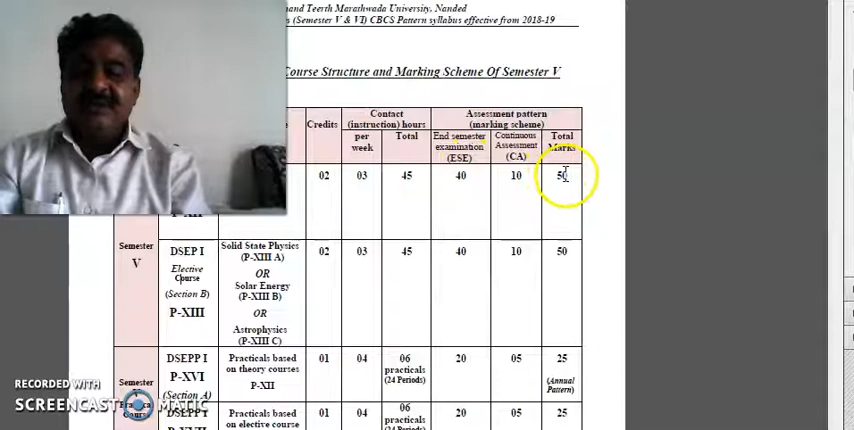 and Teerth Marathwada University, Nanded
(Semester V & VI) CBCS Pattern syllabus effective from 2018-19
Course Structure and Marking Scheme Of Semester V
Credits
Contact
(instruction) hours
Assessment pattern
(marking scheme)
per
week
Total
End semester
examination
(ESE)
Continuous
Assessment
(CA)
Total
Marks
02 03 45 40 10 50
Semester
V
DSEP I
Elective
Course
(Section B)
P-XIII
Solid State Physics
(P-XIII A)
OR
Solar Energy
(P-XIII B)
OR
Astrophysics
(P-XIII C)
02 03 45 40 10 50
Semester
DSEPP I
P-XVI
(Section A)
Practicals based
on theory courses
P-XII
01 04 06
practicals
(24 Periods)
20 05 25
(Annual
Pattern)
DSEPP I
Practicals based
on elective course
01 04 06
practicals
(24 Periods)
20 05 25
RECORDED WITH
SCREENCAST MATIC